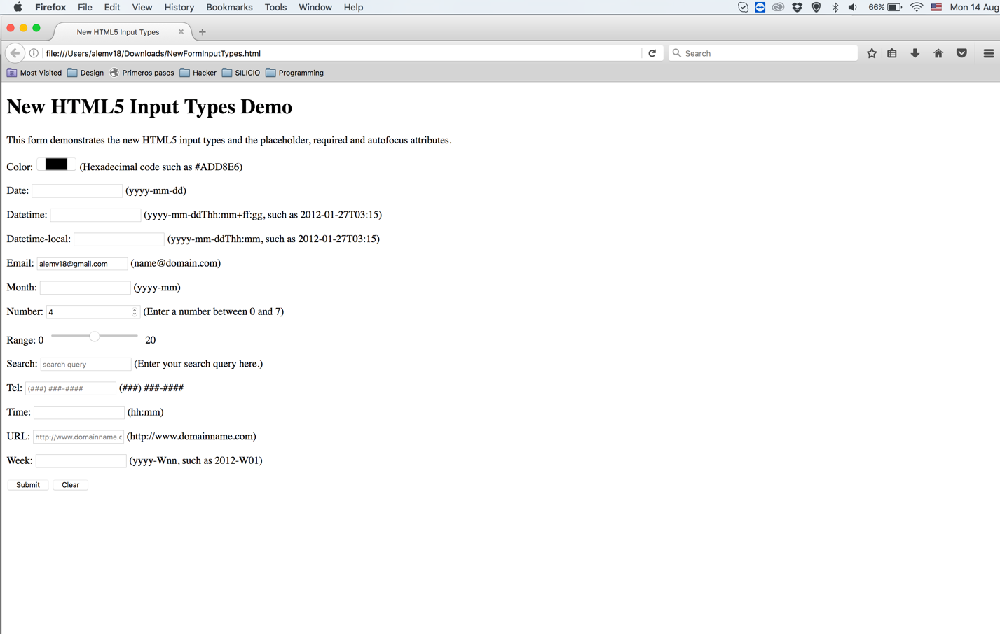 Firefox File Edit View History Bookmarks Tools Window Help 66% Mon 14 Aug
New HTML5 Input Types
file:///Users/alemv18/Downloads/NewFormInputTypes.html Search
Most Visited Design Primeros pasos Hacker SILICIO Programming
New HTML5 Input Types Demo
This form demonstrates the new HTML5 input types and the placeholder, required and autofocus attributes.
Color: (Hexadecimal code such as #ADD8E6)
Date: (yyyy-mm-dd)
Datetime: (yyyy-mm-ddThh:mm+ff:gg, such as 2012-01-27T03:15)
Datetime-local: (yyyy-mm-ddThh:mm, such as 2012-01-27T03:15)
Email: alemv18@gmail.com (name@domain.com)
Month: (yyyy-mm)
Number: 4 (Enter a number between 0 and 7)
Range: 0 20
Search: search query (Enter your search query here.)
Tel: (###) ###-#### (###) ###-####
Time: (hh:mm)
URL: http://www.domainname.c (http://www.domainname.com)
Week: (yyyy-Wnn, such as 2012-W01)
Submit Clear